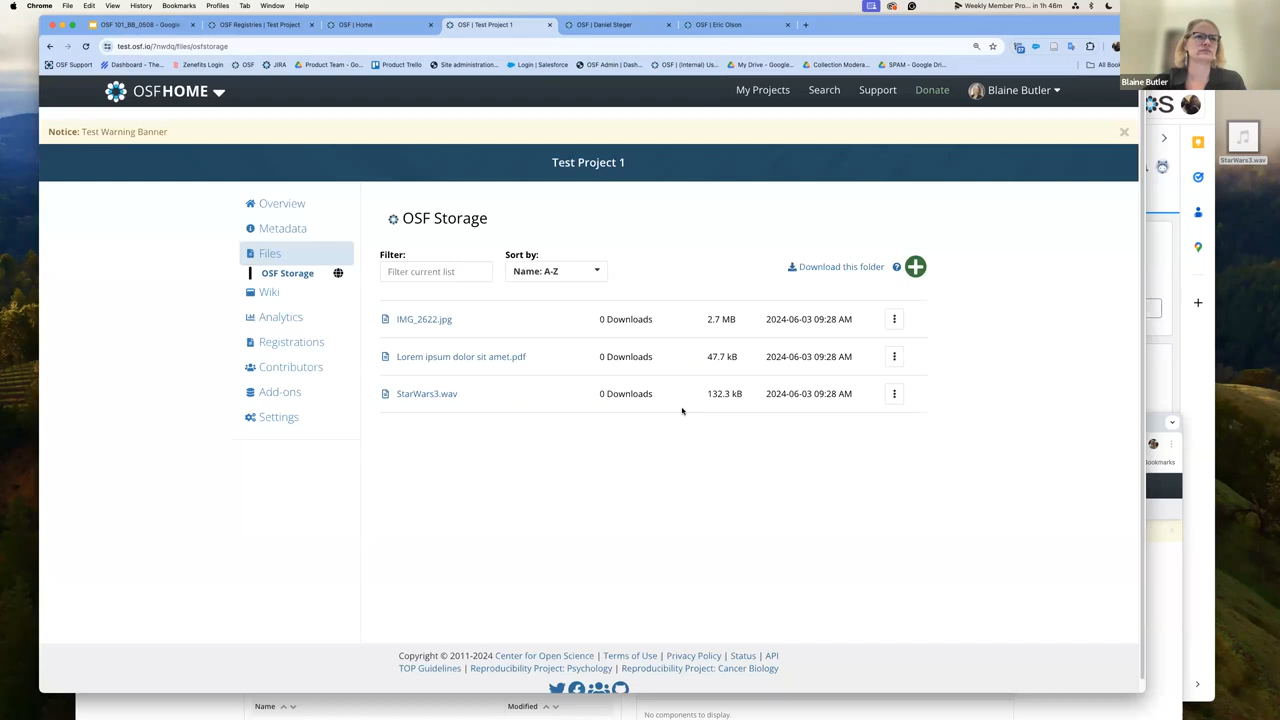 Chrome File Edit View History Bookmarks Profiles Tab Window Help
Weekly Member Pro... in 1h 46m
OSF 101_BB_0508 - Google
OSF Registries | Test Project
OSF | Home
OSF | Test Project 1
OSF | Daniel Steger
OSF | Eric Olson
test.osf.io/7nwdq/files/osfstorage
OSF Support Dashboard - The... Zenefits Login OSF JIRA Product Team - Go... Product Trello Site administration... Login | Salesforce OSF Admin | Dash... OSF | (Internal) Us... My Drive - Google... Collection Modera... SPAM - Google Dri... All Book
Blaine Butler
OSFHOME
My Projects Search Support Donate Blaine Butler
StarWars3.wav
Notice: Test Warning Banner
Test Project 1
Overview
Metadata
Files
OSF Storage
Wiki
Analytics
Registrations
Contributors
Add-ons
Settings
OSF Storage
Filter: Sort by:
Filter current list Name: A-Z
Download this folder
IMG_2622.jpg 0 Downloads 2.7 MB 2024-06-03 09:28 AM
Lorem ipsum dolor sit amet.pdf 0 Downloads 47.7 kB 2024-06-03 09:28 AM
StarWars3.wav 0 Downloads 132.3 kB 2024-06-03 09:28 AM
ookmarks
Copyright © 2011-2024 Center for Open Science | Terms of Use | Privacy Policy | Status | API
TOP Guidelines | Reproducibility Project: Psychology | Reproducibility Project: Cancer Biology
Name Modified
No components to display.